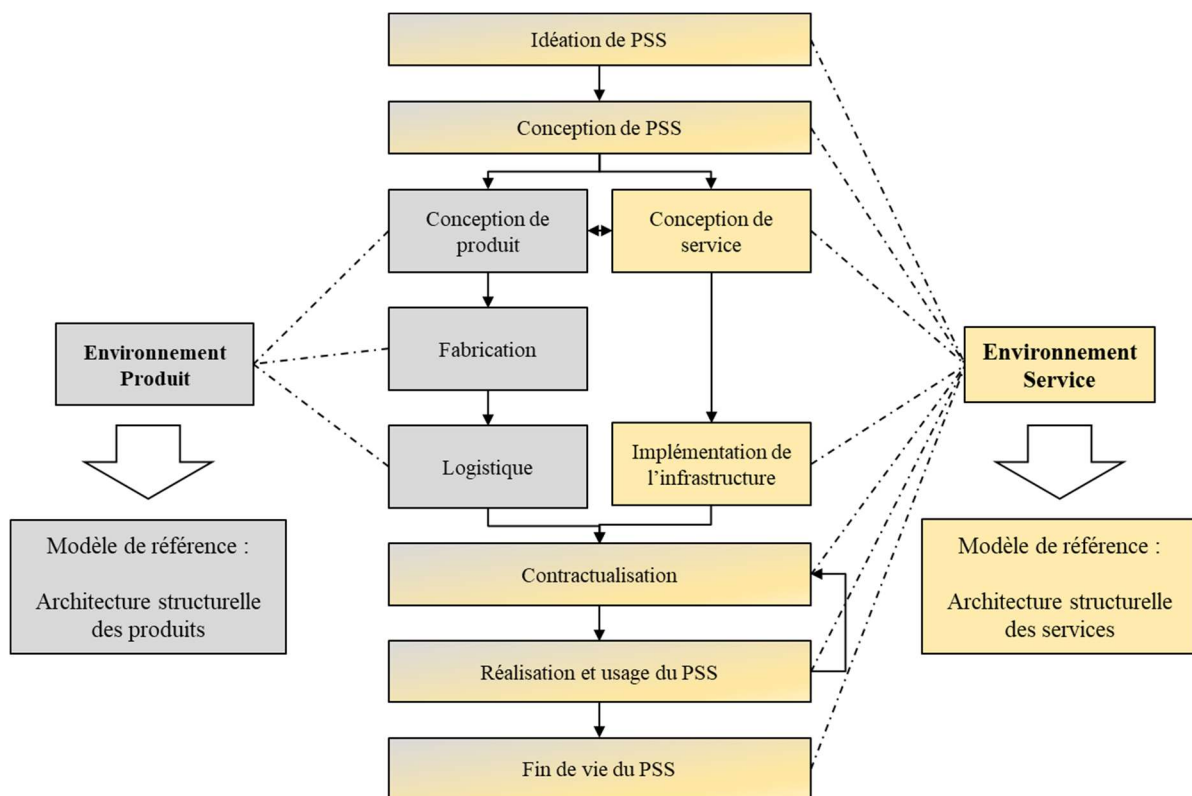 Idéation de PSS
Conception de PSS
Conception de
produit
Conception de
service
Environnement
Produit
Fabrication
Environnement
Service
Logistique
Implémentation de
l’infrastructure
Modèle de référence :
Architecture structurelle
des produits
Contractualisation
Modèle de référence :
Architecture structurelle
des services
Réalisation et usage du PSS
Fin de vie du PSS